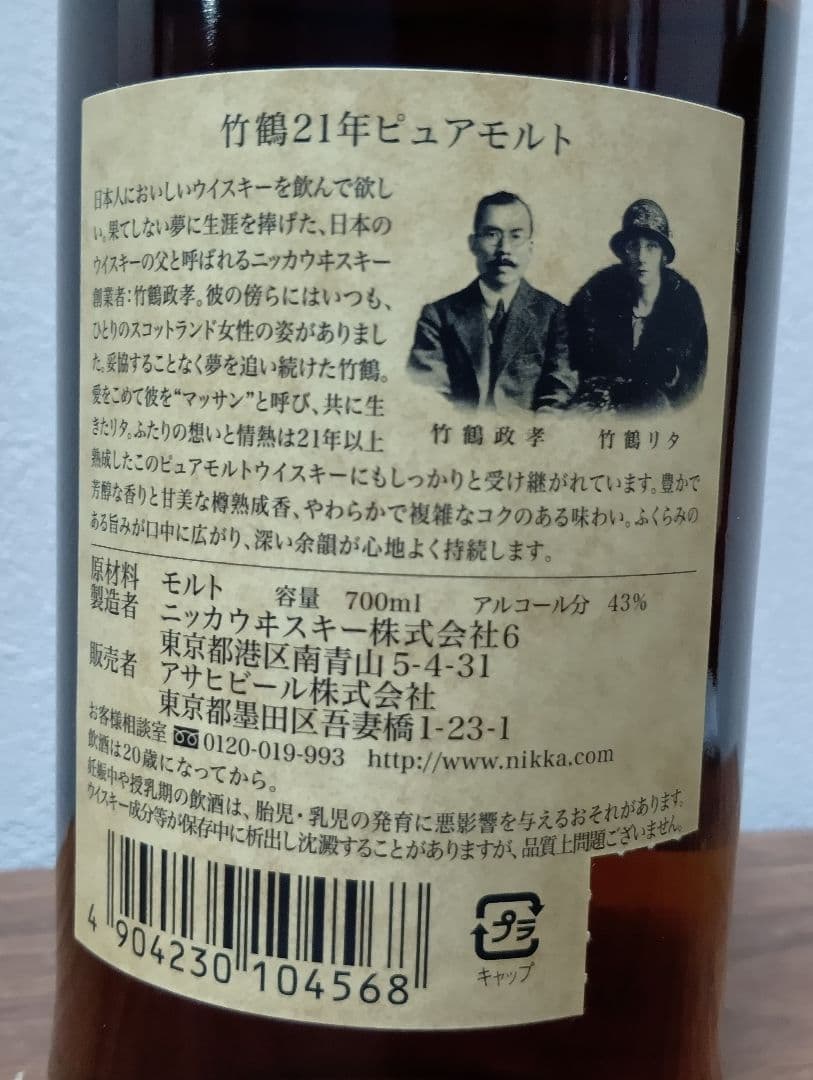 竹鶴21年ピュアモルト
日本人においしいウイスキーを飲んで欲し
い。果てしない夢に生涯を捧げた、日本の
ウイスキーの父と呼ばれるニッカウヰスキー
創業者：竹鶴政孝。彼の傍らにはいつも、
ひとりのスコットランド女性の姿がありまし
た。妥協することなく夢を追い続けた竹鶴。
愛をこめて彼を“マッサン”と呼び、共に生
きたリタ。ふたりの想いと情熱は21年以上
熟成したこのピュアモルトウイスキーにもしっかりと受け継がれています。豊かで
芳醇な香りと甘美な樽熟成香、やわらかで複雑なコクのある味わい。ふくらみの
ある旨みが口中に広がり、深い余韻が心地よく持続します。
竹鶴政孝 竹鶴リタ
原材料 モルト 容量 700ml アルコール分 43%
製造者 ニッカウヰスキー株式会社6
東京都港区南青山5-4-31
販売者 アサヒビール株式会社
東京都墨田区吾妻橋1-23-1
お客様相談室 0120-019-993 http://www.nikka.com
飲酒は20歳になってから。
妊娠中や授乳期の飲酒は、胎児・乳児の発育に悪影響を与えるおそれがあります。
ウイスキー成分等が保存中に析出し沈澱することがありますが、品質上問題ございません。
4 904230 104568
プラ
キャップ